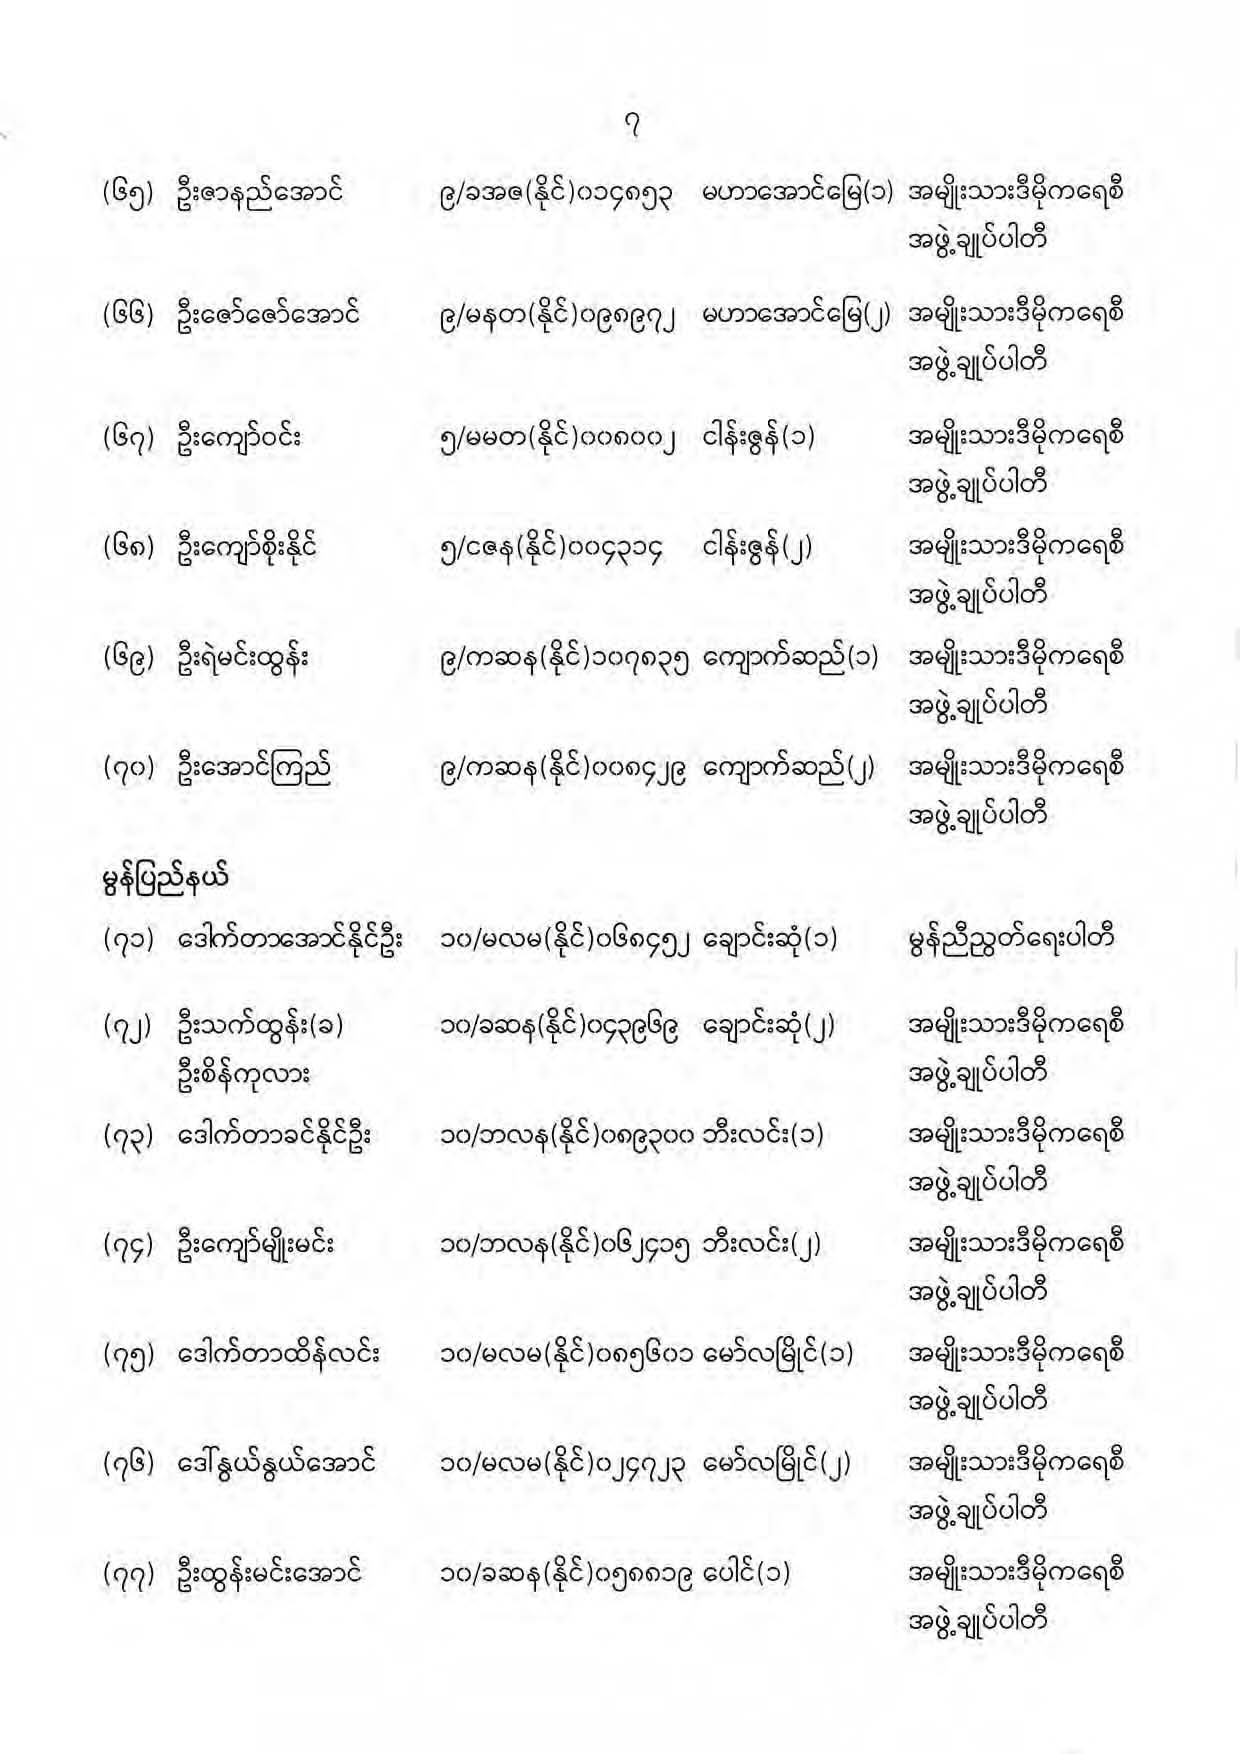 ၇
(၆၅) ဦးဇာနည်အောင် ၉/ခအဇ(နိုင်)၀၁၄၈၅၃ မဟာအောင်မြေ(၁) အမျိုးသားဒီမိုကရေစီ
အဖွဲ့ချုပ်ပါတီ
(၆၆) ဦးဇော်ဇော်အောင် ၉/မနတ(နိုင်)၀၉၈၉၇၂ မဟာအောင်မြေ(၂) အမျိုးသားဒီမိုကရေစီ
အဖွဲ့ချုပ်ပါတီ
(၆၇) ဦးကျော်ဝင်း ၅/မမတ(နိုင်)၀၀၈၀၀၂ ငါန်းဇွန်(၁) အမျိုးသားဒီမိုကရေစီ
အဖွဲ့ချုပ်ပါတီ
(၆၈) ဦးကျော်စိုးနိုင် ၅/ငဇန(နိုင်)၀၀၄၃၁၄ ငါန်းဇွန်(၂) အမျိုးသားဒီမိုကရေစီ
အဖွဲ့ချုပ်ပါတီ
(၆၉) ဦးရဲမင်းထွန်း ၉/ကဆန(နိုင်)၁၀၇၈၃၅ ကျောက်ဆည်(၁) အမျိုးသားဒီမိုကရေစီ
အဖွဲ့ချုပ်ပါတီ
(၇၀) ဦးအောင်ကြည် ၉/ကဆန(နိုင်)၀၀၈၄၂၉ ကျောက်ဆည်(၂) အမျိုးသားဒီမိုကရေစီ
အဖွဲ့ချုပ်ပါတီ
မွန်ပြည်နယ်
(၇၁) ဒေါက်တာအောင်နိုင်ဦး ၁၀/မလမ(နိုင်)၀၆၈၄၅၂ ချောင်းဆုံ(၁) မွန်ညီညွတ်ရေးပါတီ
(၇၂) ဦးသက်ထွန်း(ခ) ၁၀/ခဆန(နိုင်)၀၄၃၉၆၉ ချောင်းဆုံ(၂) အမျိုးသားဒီမိုကရေစီ
ဦးစိန်ကုလား အဖွဲ့ချုပ်ပါတီ
(၇၃) ဒေါက်တာခင်နိုင်ဦး ၁၀/ဘလန(နိုင်)၀၈၉၃၀၀ ဘီးလင်း(၁) အမျိုးသားဒီမိုကရေစီ
အဖွဲ့ချုပ်ပါတီ
(၇၄) ဦးကျော်မျိုးမင်း ၁၀/ဘလန(နိုင်)၀၆၂၄၁၅ ဘီးလင်း(၂) အမျိုးသားဒီမိုကရေစီ
အဖွဲ့ချုပ်ပါတီ
(၇၅) ဒေါက်တာထိန်လင်း ၁၀/မလမ(နိုင်)၀၈၅၆၀၁ မော်လမြိုင်(၁) အမျိုးသားဒီမိုကရေစီ
အဖွဲ့ချုပ်ပါတီ
(၇၆) ဒေါ်နွယ်နွယ်အောင် ၁၀/မလမ(နိုင်)၀၂၄၇၂၃ မော်လမြိုင်(၂) အမျိုးသားဒီမိုကရေစီ
အဖွဲ့ချုပ်ပါတီ
(၇၇) ဦးထွန်းမင်းအောင် ၁၀/ခဆန(နိုင်)၀၅၈၈၁၉ ပေါင်(၁) အမျိုးသားဒီမိုကရေစီ
အဖွဲ့ချုပ်ပါတီ